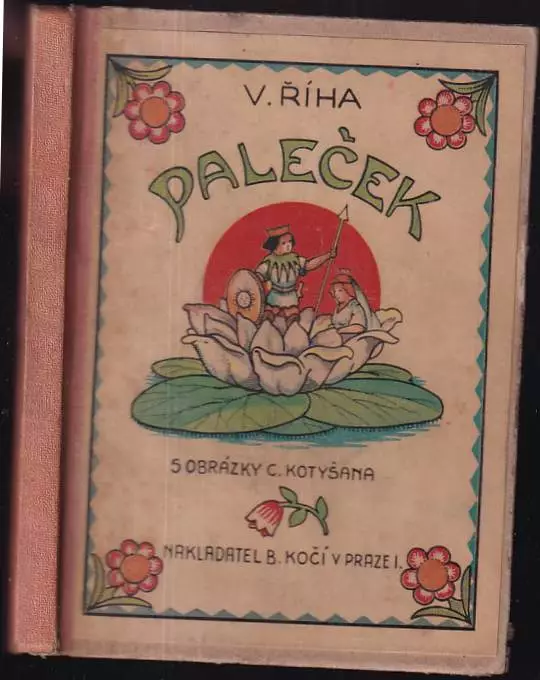 V. ŘÍHA
PALEČEK
S OBRÁZKY C. KOTYŠANA
NAKLADATEL B. KOČÍ V PRAZE I.